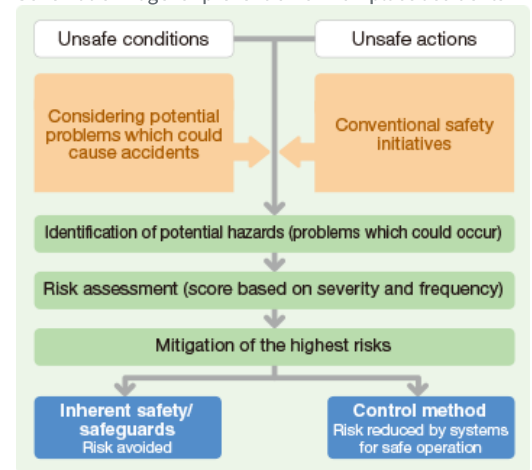 Unsafe conditions
Unsafe actions
Considering potential
problems which could
cause accidents
Conventional safety
initiatives
Identification of potential hazards (problems which could occur)
Risk assessment (score based on severity and frequency)
Mitigation of the highest risks
Inherent safety/
safeguards
Risk avoided
Control method
Risk reduced by systems
for safe operation